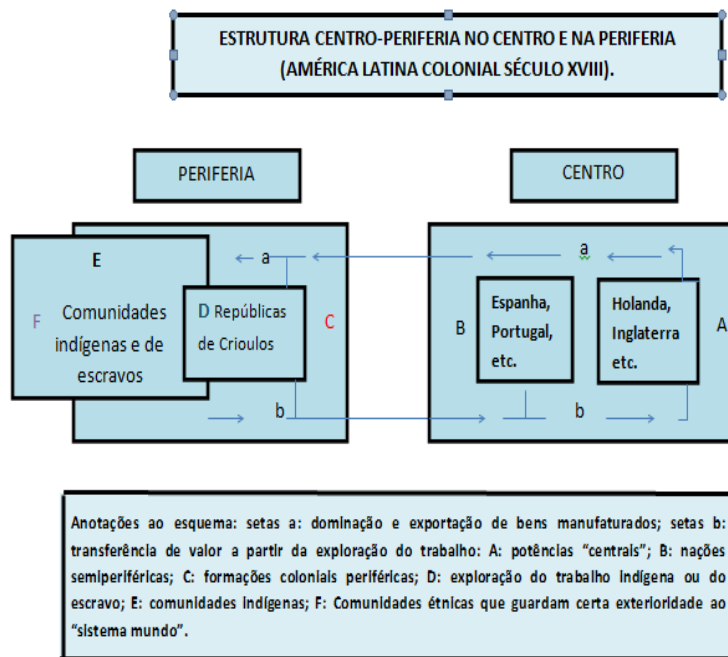 ESTRUTURA CENTRO-PERIFERIA NO CENTRO E NA PERIFERIA
(AMÉRICA LATINA COLONIAL SÉCULO XVIII).
PERIFERIA
CENTRO
E
F Comunidades
indígenas e de
escravos
a
D Repúblicas
de Crioulos
C
b
a
B
Espanha,
Portugal,
etc.
Holanda,
Inglaterra
etc.
A
b
Anotações ao esquema: setas a: dominação e exportação de bens manufaturados; setas b:
transferência de valor a partir da exploração do trabalho: A: potências “centrais”; B: nações
semiperiféricas; C: formações coloniais periféricas; D: exploração do trabalho indígena ou do
escravo; E: comunidades indígenas; F: Comunidades étnicas que guardam certa exterioridade ao
“sistema mundo”.